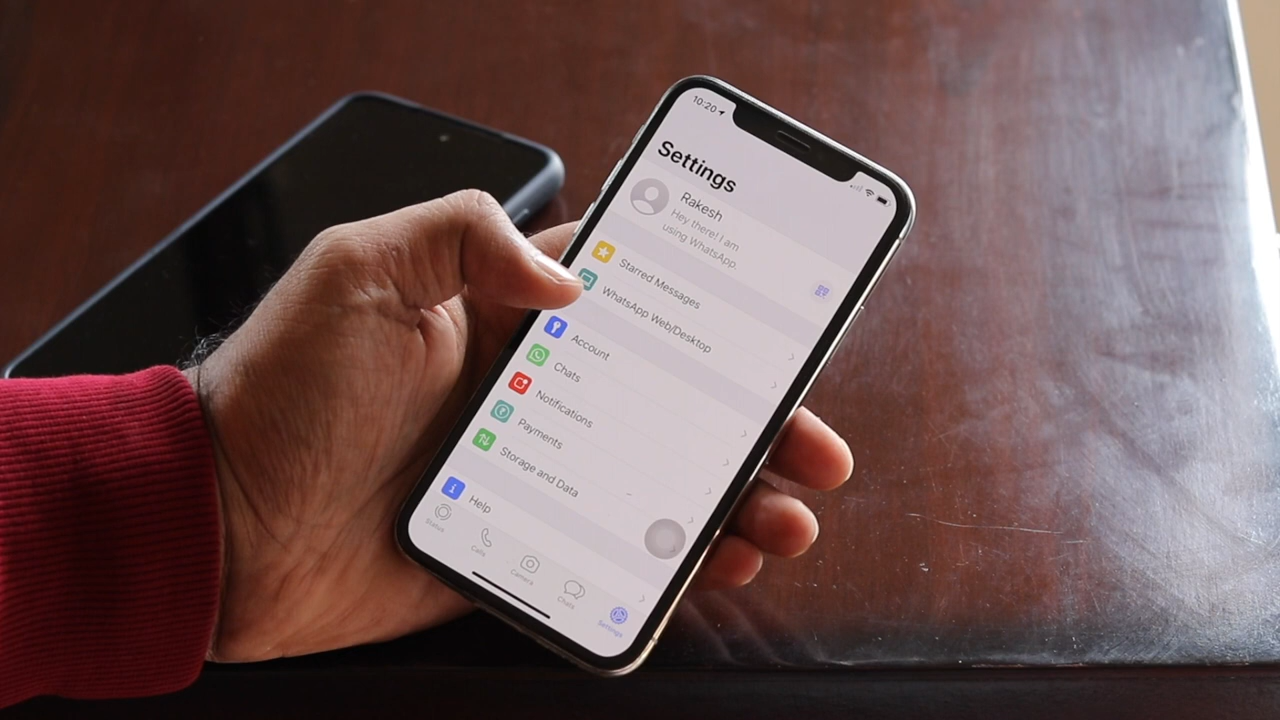 10:20
Settings
Rakesh
Hey there! I am
using WhatsApp.
Starred Messages
WhatsApp Web/Desktop
Account
Chats
Notifications
Payments
Storage and Data
Help
Status
Calls
Camera
Chats
Settings